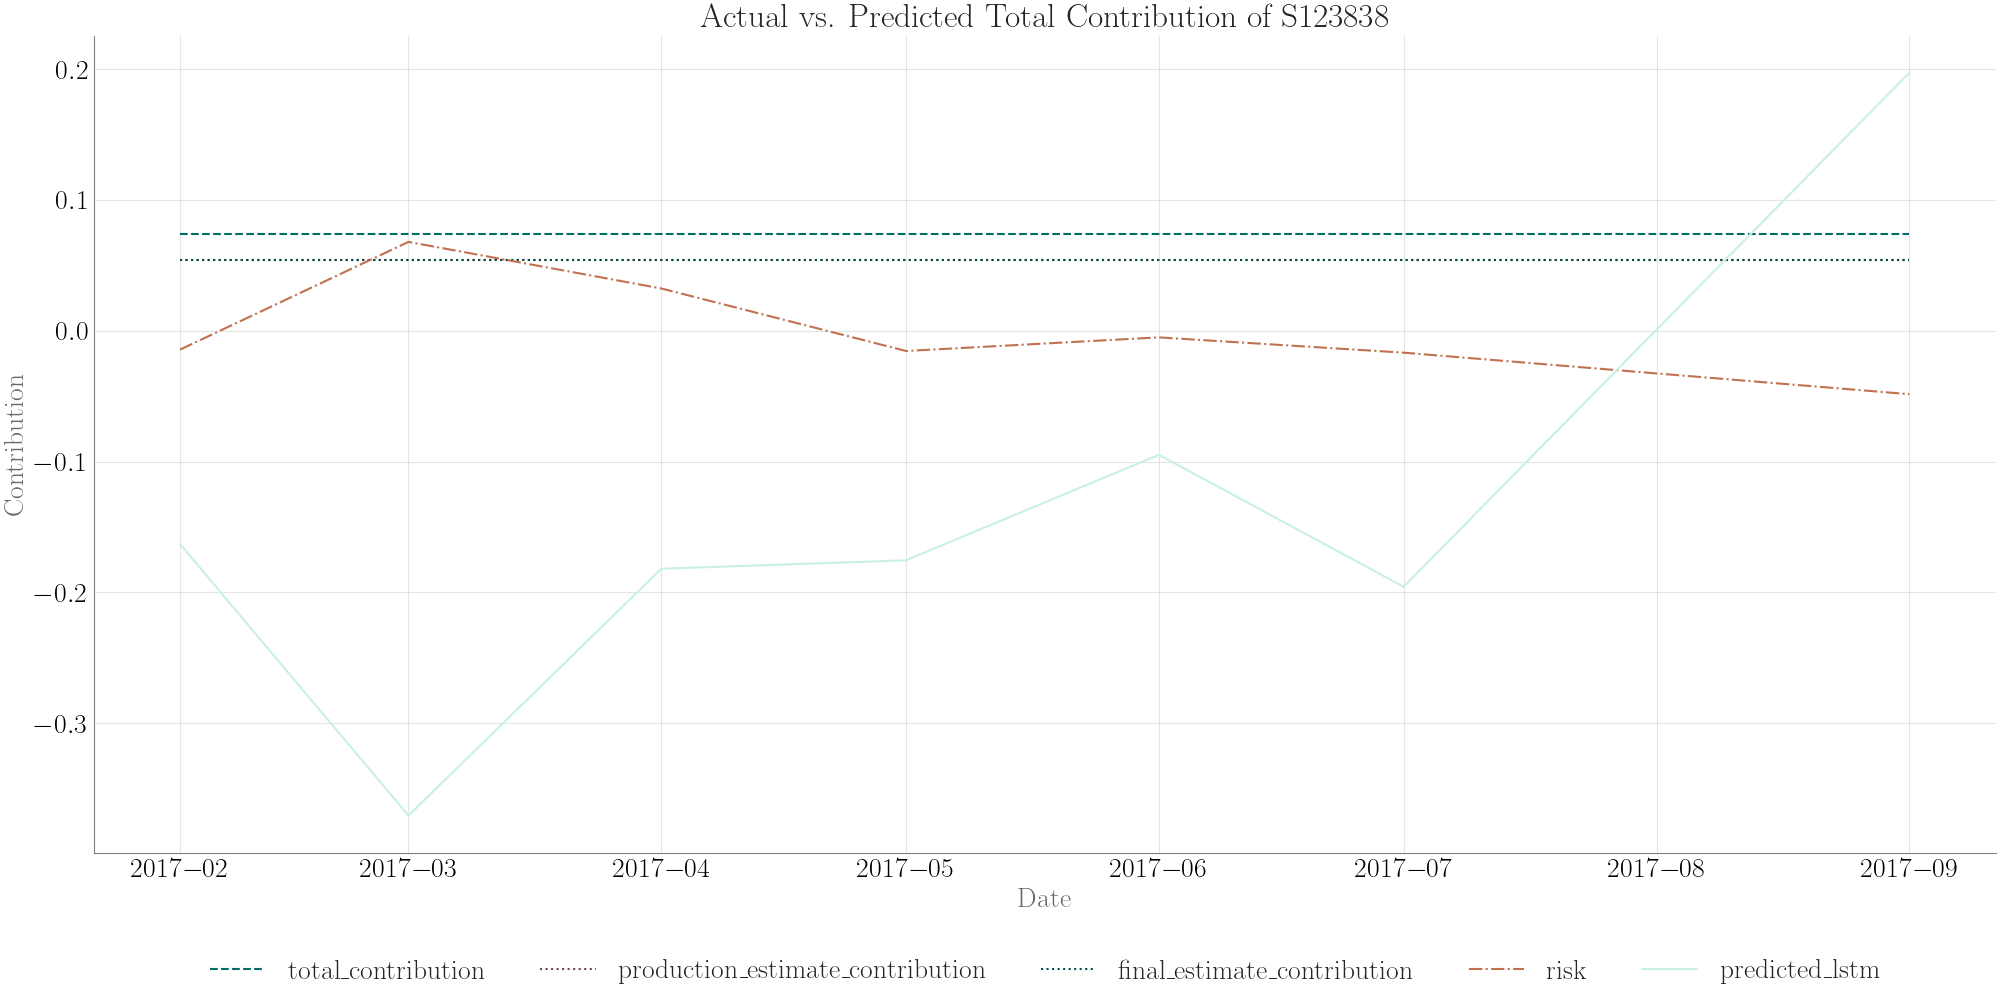 Actual vs. Predicted Total Contribution of S123838
0.2
0.1
0.0
−0.1
−0.2
−0.3
Contribution
2017−02 2017−03 2017−04 2017−05 2017−06 2017−07 2017−08 2017−09
Date
total_contribution production_estimate_contribution final_estimate_contribution risk predicted_lstm